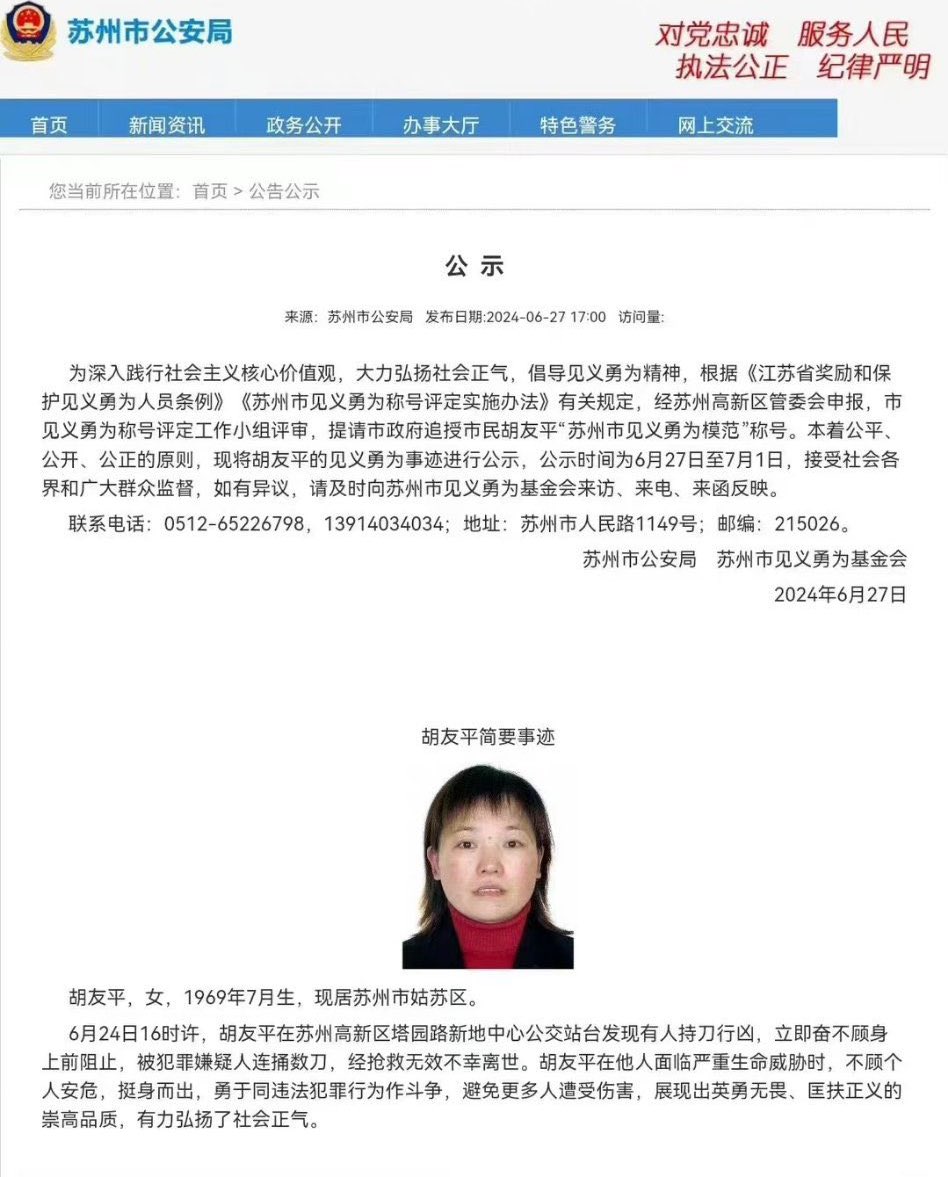 苏州市公安局
对党忠诚 服务人民
执法公正 纪律严明
首页 新闻资讯 政务公开 办事大厅 特色警务 网上交流
您当前所在位置：首页 > 公告公示
公 示
来源：苏州市公安局 发布日期:2024-06-27 17:00 访问量:
为深入践行社会主义核心价值观，大力弘扬社会正气，倡导见义勇为精神，根据《江苏省奖励和保
护见义勇为人员条例》《苏州市见义勇为称号评定实施办法》有关规定，经苏州高新区管委会申报，市
见义勇为称号评定工作小组评审，提请市政府追授市民胡友平“苏州市见义勇为模范”称号。本着公平、
公开、公正的原则，现将胡友平的见义勇为事迹进行公示，公示时间为6月27日至7月1日，接受社会各
界和广大群众监督，如有异议，请及时向苏州市见义勇为基金会来访、来电、来函反映。
联系电话：0512-65226798，13914034034；地址：苏州市人民路1149号；邮编：215026。
苏州市公安局 苏州市见义勇为基金会
2024年6月27日
胡友平简要事迹
胡友平，女，1969年7月生，现居苏州市姑苏区。
6月24日16时许，胡友平在苏州高新区塔园路新地中心公交站台发现有人持刀行凶，立即奋不顾身
上前阻止，被犯罪嫌疑人连捅数刀，经抢救无效不幸离世。胡友平在他人面临严重生命威胁时，不顾个
人安危，挺身而出，勇于同违法犯罪行为作斗争，避免更多人遭受伤害，展现出英勇无畏、匡扶正义的
崇高品质，有力弘扬了社会正气。